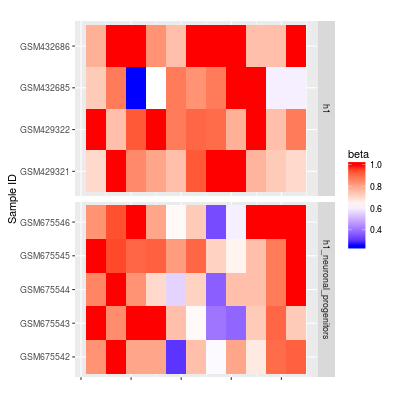 GSM432686
GSM432685
GSM429322
GSM429321
h1
GSM675546
GSM675545
GSM675544
GSM675543
GSM675542
h1_neuronal_progenitors
Sample ID
beta
1.0
0.8
0.6
0.4